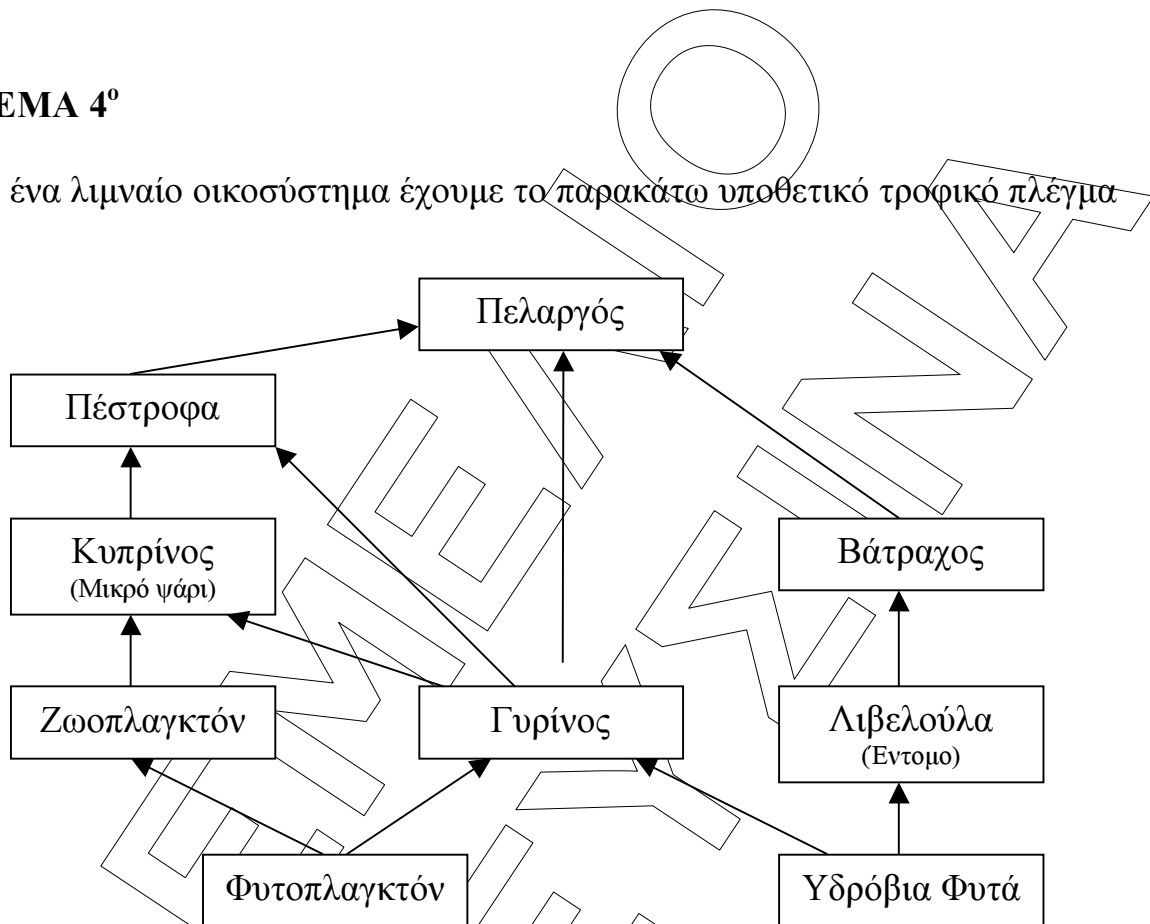 ΕΜΑ 4º
ένα λιμναίο οικοσύστημα έχουμε το παρακάτω υποθετικό τροφικό πλέγμα
Πελαργός
Πέστροφα
Κυπρίνος
(Μικρό ψάρι)
Βάτραχος
Ζωοπλαγκτόν
Γυρίνος
Λιβελούλα
(Έντομο)
Φυτοπλαγκτόν
Υδρόβια Φυτά